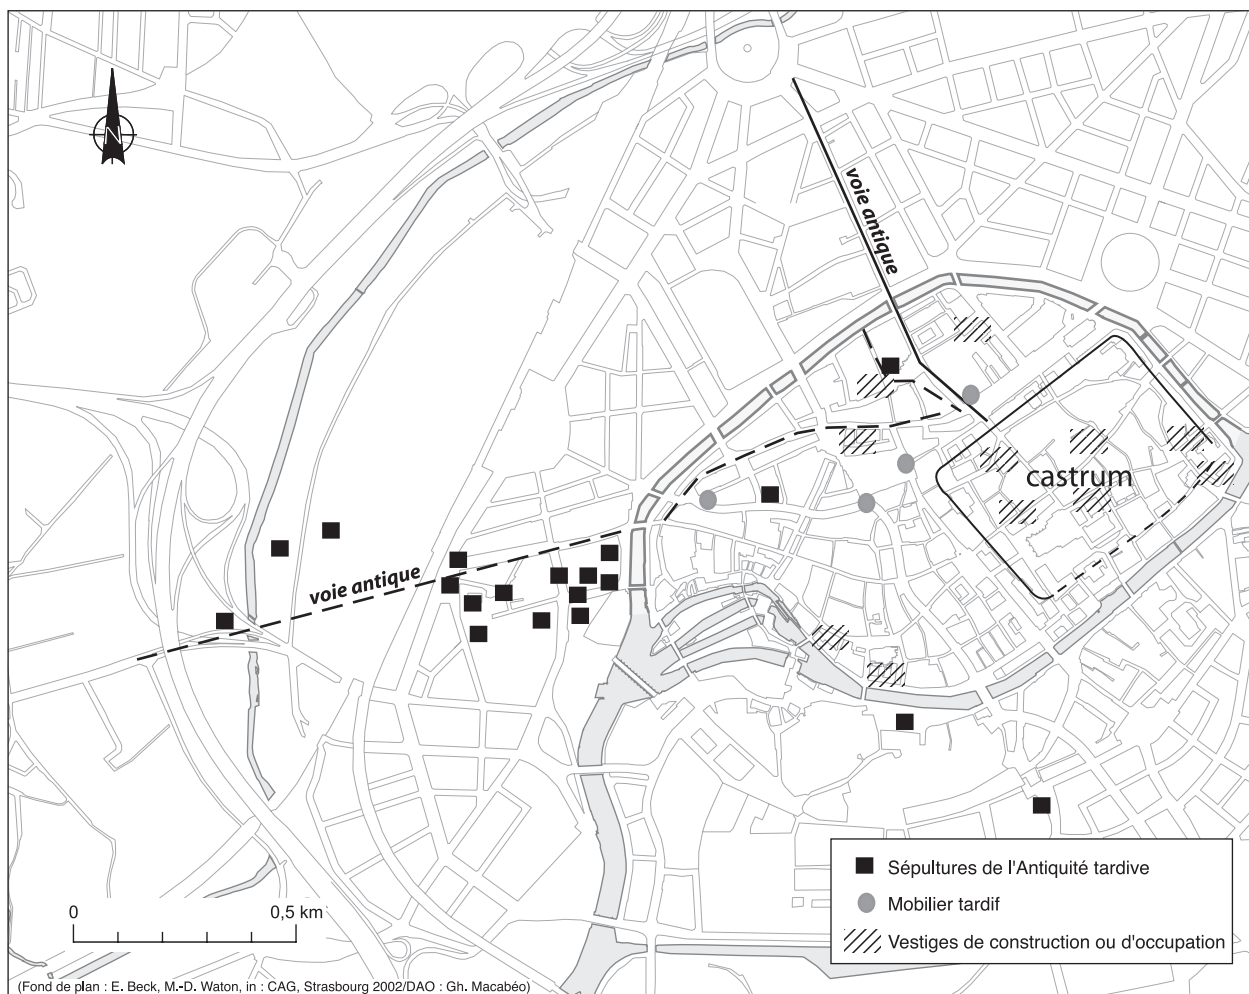 N
voie antique
castrum
voie antique
0 0,5 km
Sépultures de l'Antiquité tardive
Mobilier tardif
Vestiges de construction ou d'occupation
(Fond de plan : E. Beck, M.-D. Waton, in : CAG, Strasbourg 2002/DAO : Gh. Macabéo)